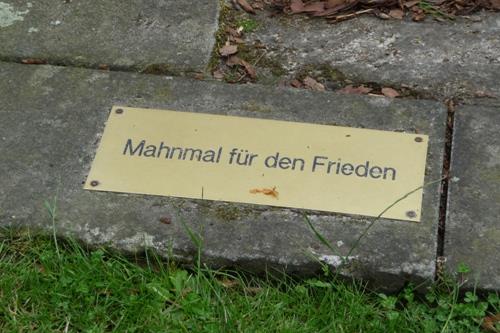 Mahnmal für den Frieden